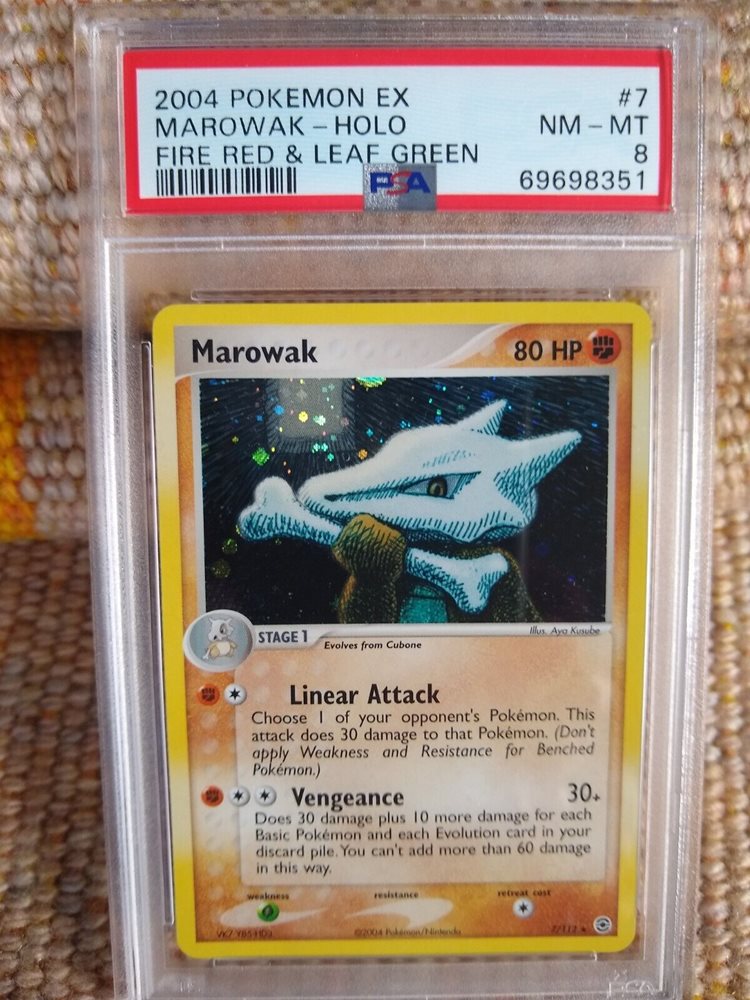 2004 POKEMON EX #7
MAROWAK - HOLO NM - MT
FIRE RED & LEAF GREEN 8
PSA 69698351
Marowak 80 HP
Illus. Aya Kusube
STAGE 1
Evolves from Cubone
Linear Attack
Choose 1 of your opponent's Pokémon. This
attack does 30 damage to that Pokémon. (Don't
apply Weakness and Resistance for Benched
Pokémon.)
Vengeance 30+
Does 30 damage plus 10 more damage for each
Basic Pokémon and each Evolution card in your
discard pile. You can't add more than 60 damage
in this way.
weakness resistance retreat cost
©2004 Pokémon/Nintendo 7/112